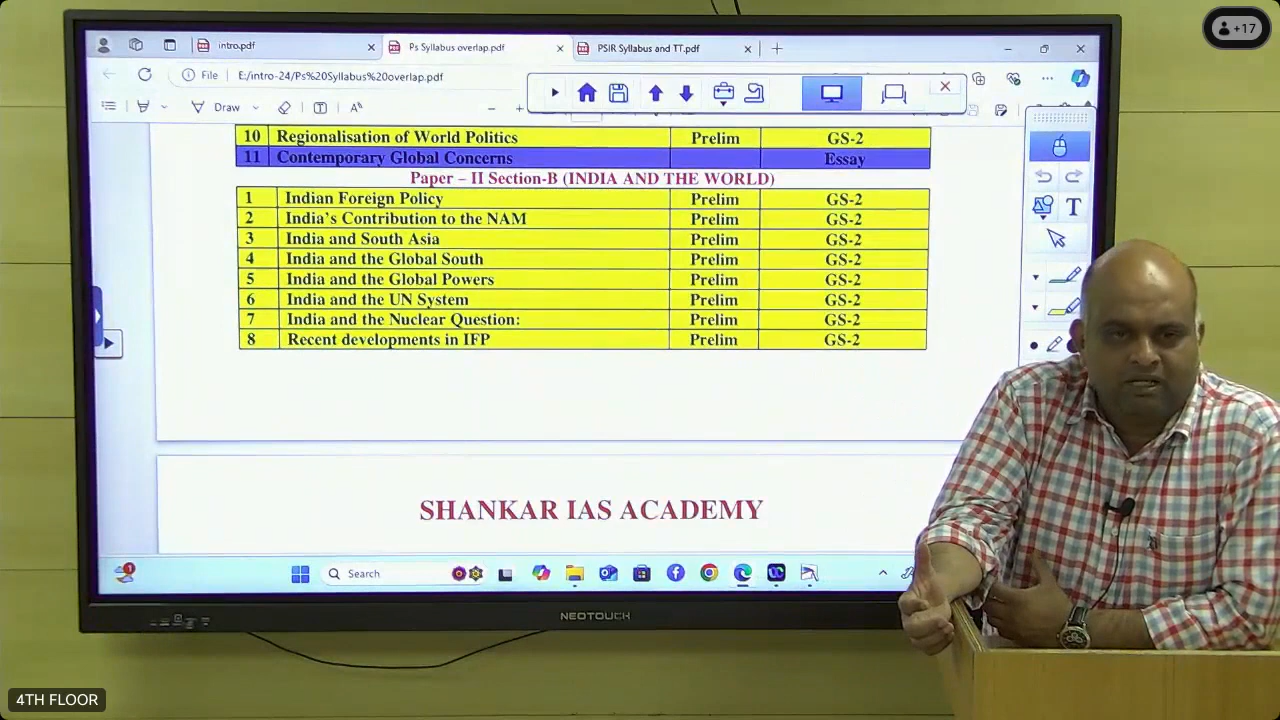 +17
intro.pdf
Ps Syllabus overlap.pdf
PSIR Syllabus and TT.pdf
File
E:/intro-24/Ps%20Syllabus%20overlap.pdf
Draw
10 Regionalisation of World Politics Prelim GS-2
11 Contemporary Global Concerns Essay
Paper – II Section-B (INDIA AND THE WORLD)
1 Indian Foreign Policy Prelim GS-2
2 India's Contribution to the NAM Prelim GS-2
3 India and South Asia Prelim GS-2
4 India and the Global South Prelim GS-2
5 India and the Global Powers Prelim GS-2
6 India and the UN System Prelim GS-2
7 India and the Nuclear Question: Prelim GS-2
8 Recent developments in IFP Prelim GS-2
SHANKAR IAS ACADEMY
Search
NEOTOUCH
4TH FLOOR